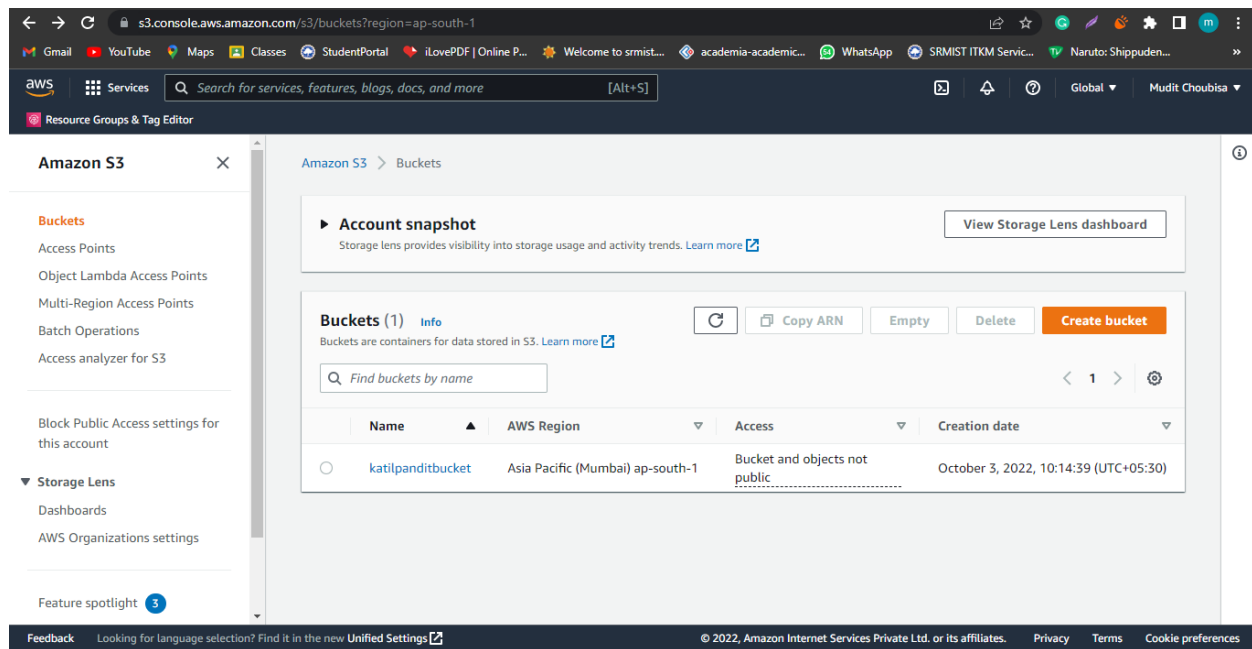 s3.console.aws.amazon.com/s3/buckets?region=ap-south-1
m
Gmail YouTube Maps Classes StudentPortal iLovePDF | Online P... Welcome to srmist... academia-academic... WhatsApp SRMIST ITKM Servic... Naruto: Shippuden... »
aws Services Search for services, features, blogs, docs, and more [Alt+S] Global Mudit Choubisa
Resource Groups & Tag Editor
Amazon S3
Buckets
Access Points
Object Lambda Access Points
Multi-Region Access Points
Batch Operations
Access analyzer for S3
Block Public Access settings for
this account
Storage Lens
Dashboards
AWS Organizations settings
Feature spotlight 3
Amazon S3 > Buckets
Account snapshot
Storage lens provides visibility into storage usage and activity trends. Learn more
View Storage Lens dashboard
Buckets (1) Info
Buckets are containers for data stored in S3. Learn more
Copy ARN Empty Delete Create bucket
Find buckets by name
< 1 >
Name AWS Region Access Creation date
katilpanditbucket Asia Pacific (Mumbai) ap-south-1 Bucket and objects not October 3, 2022, 10:14:39 (UTC+05:30)
public
Feedback Looking for language selection? Find it in the new Unified Settings © 2022, Amazon Internet Services Private Ltd. or its affiliates. Privacy Terms Cookie preferences